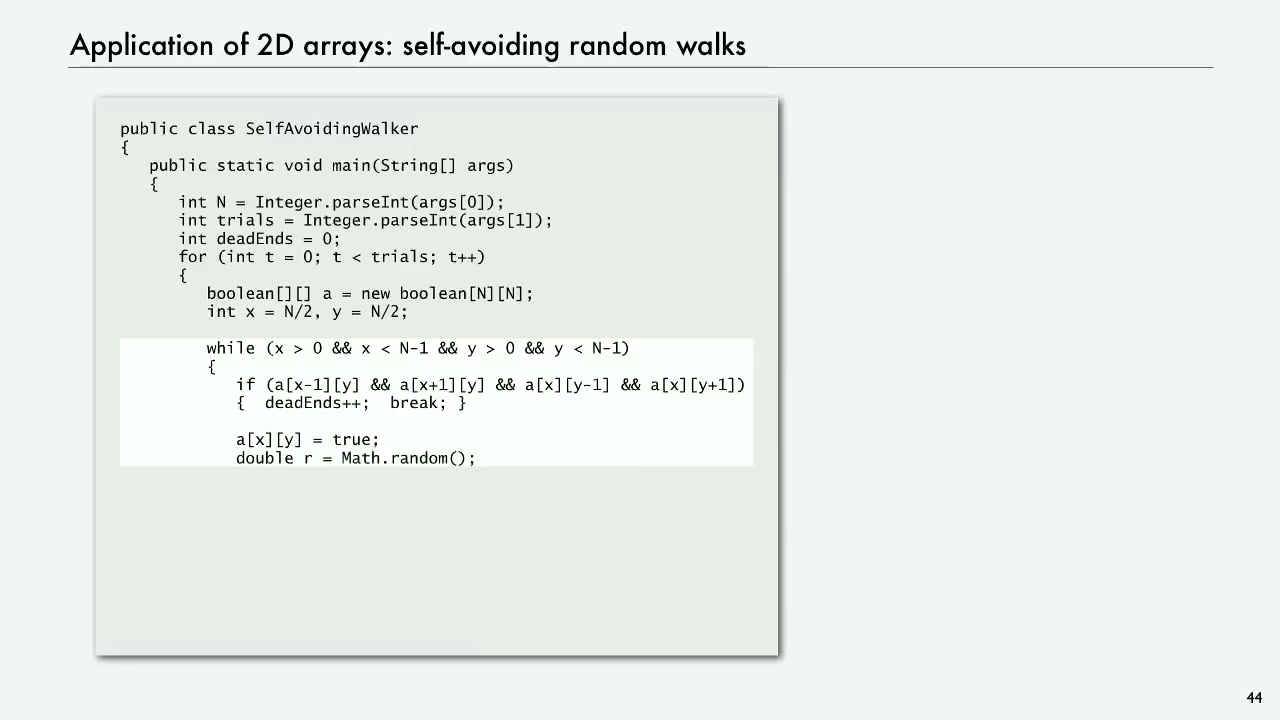 Application of 2D arrays: self-avoiding random walks
public class SelfAvoidingWalker
{
   public static void main(String[] args)
   {
      int N = Integer.parseInt(args[0]);
      int trials = Integer.parseInt(args[1]);
      int deadEnds = 0;
      for (int t = 0; t < trials; t++)
      {
         boolean[][] a = new boolean[N][N];
         int x = N/2, y = N/2;
         while (x > 0 && x < N-1 && y > 0 && y < N-1)
         {
            if (a[x-1][y] && a[x+1][y] && a[x][y-1] && a[x][y+1])
            {  deadEnds++;  break; }
            a[x][y] = true;
            double r = Math.random();
44